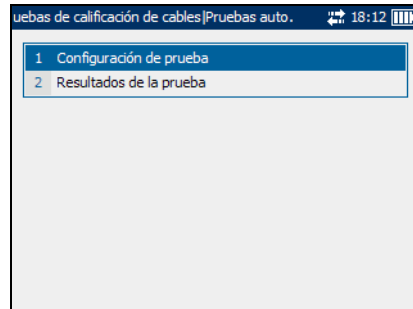 uebas de calificación de cables|Pruebas auto. 18:12
1 Configuración de prueba
2 Resultados de la prueba